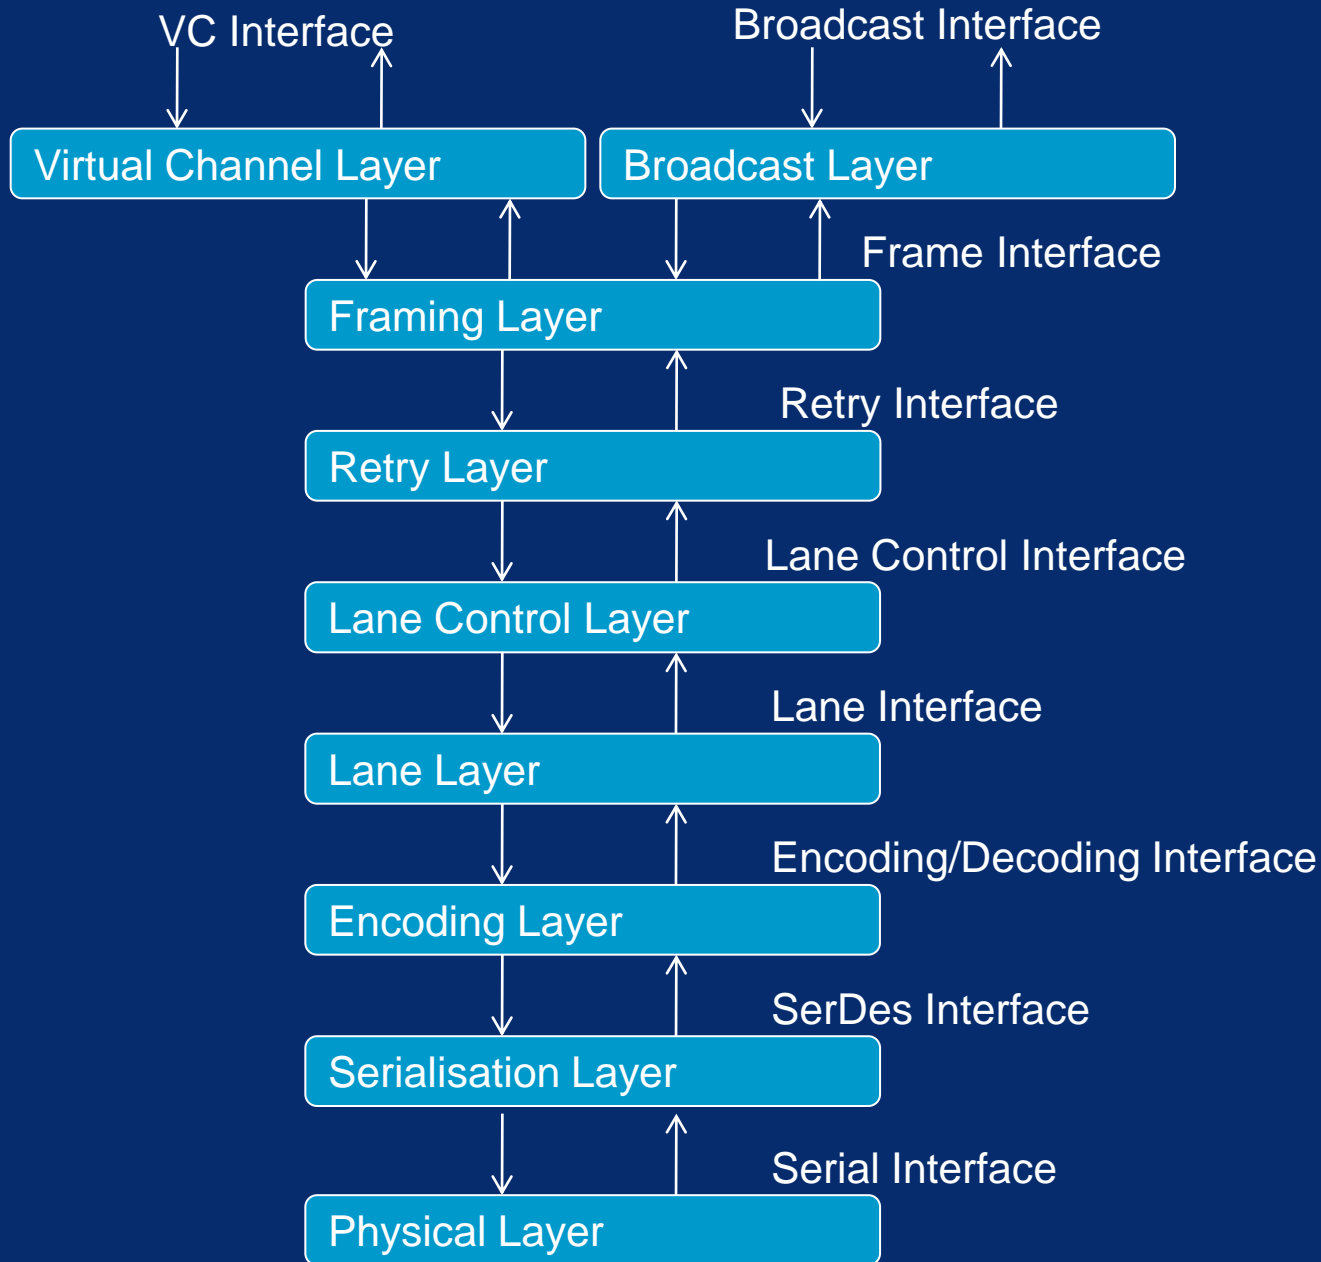 VC Interface
Broadcast Interface
Virtual Channel Layer
Broadcast Layer
Frame Interface
Framing Layer
Retry Interface
Retry Layer
Lane Control Interface
Lane Control Layer
Lane Interface
Lane Layer
Encoding/Decoding Interface
Encoding Layer
SerDes Interface
Serialisation Layer
Serial Interface
Physical Layer